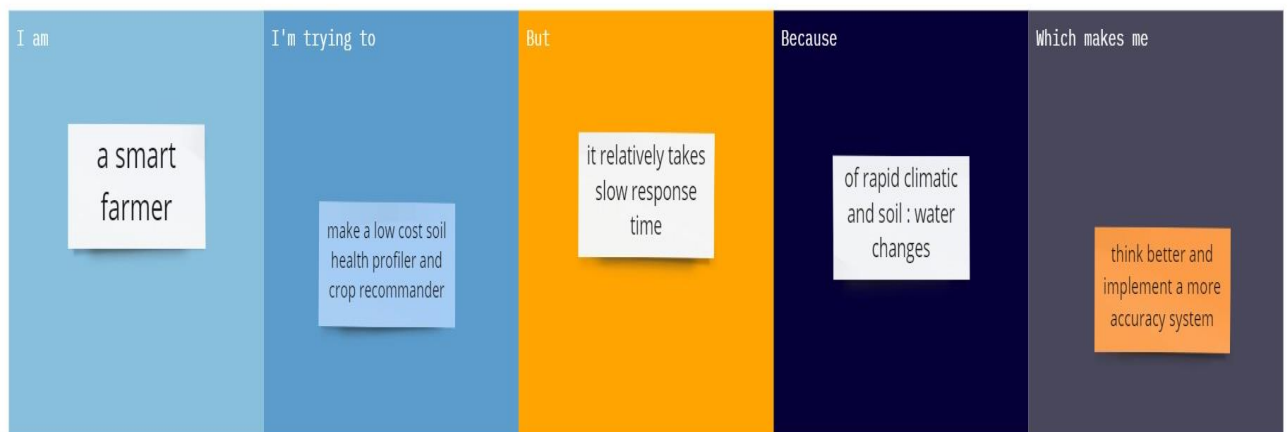 I am
a smart
farmer
I'm trying to
make a low cost soil
health profiler and
crop recommander
But
it relatively takes
slow response
time
Because
of rapid climatic
and soil : water
changes
Which makes me
think better and
implement a more
accuracy system